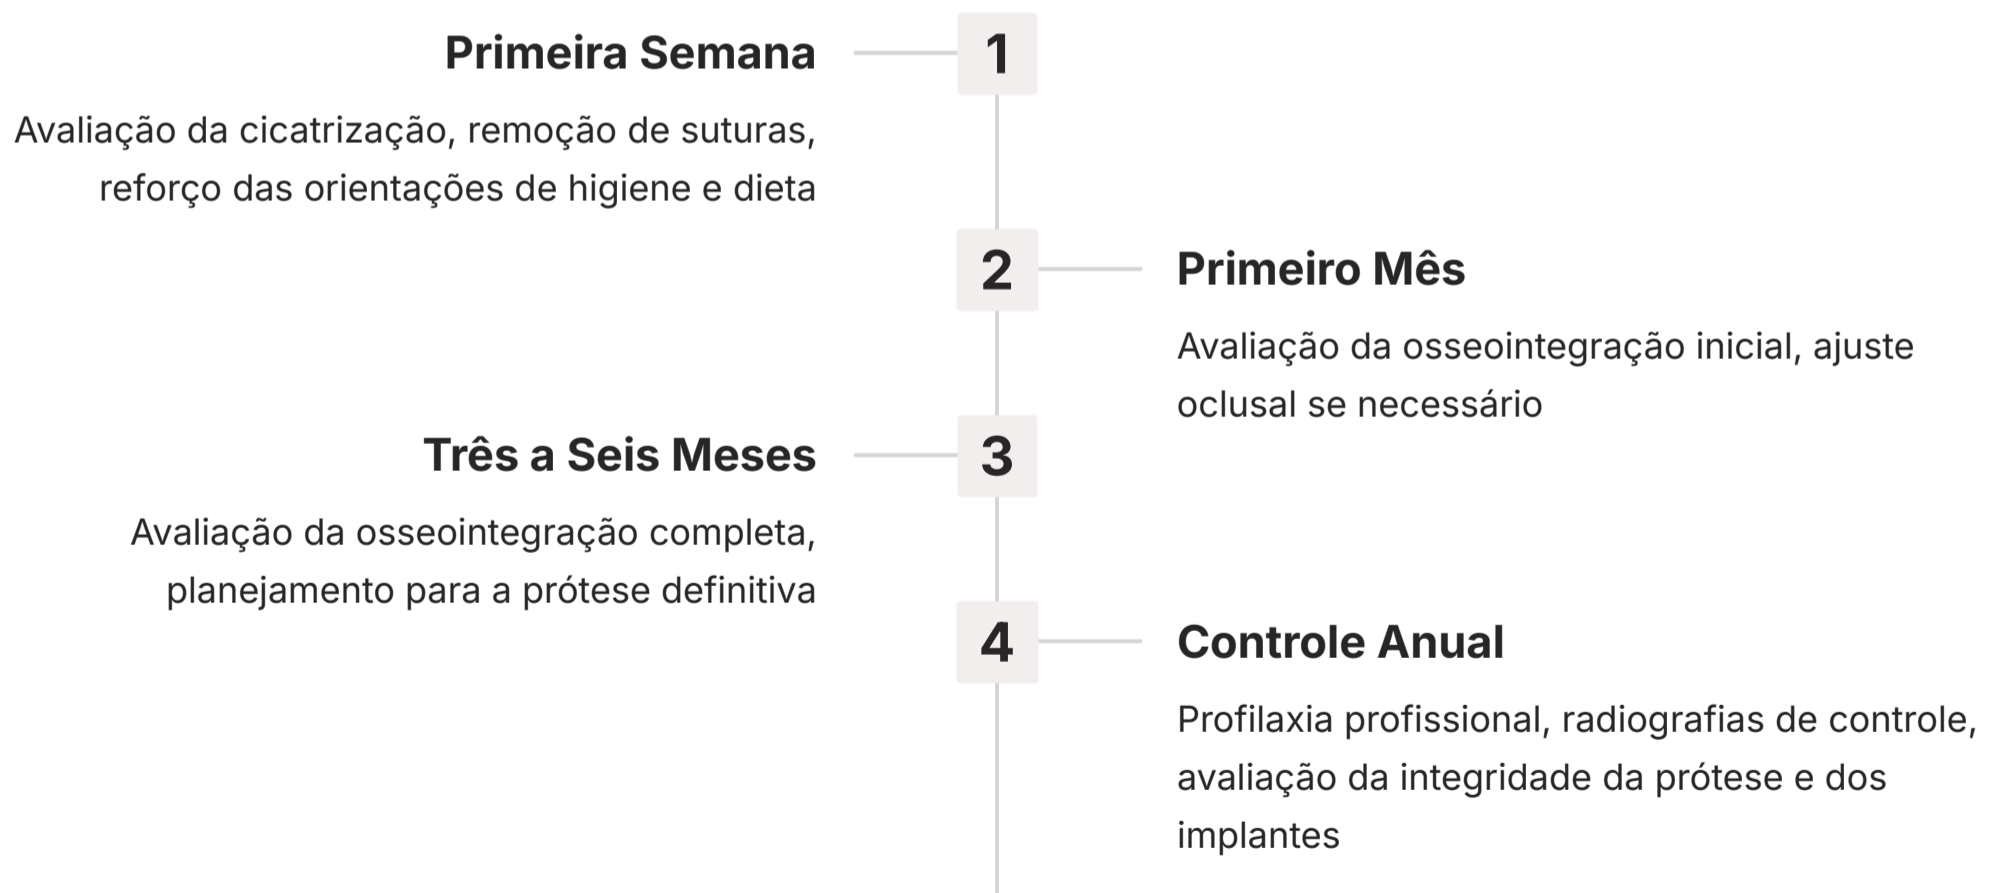 Primeira Semana
1
Avaliação da cicatrização, remoção de suturas,
reforço das orientações de higiene e dieta
2
Primeiro Mês
Avaliação da osseointegração inicial, ajuste
oclusal se necessário
Três a Seis Meses
3
Avaliação da osseointegração completa,
planejamento para a prótese definitiva
4
Controle Anual
Profilaxia profissional, radiografias de controle,
avaliação da integridade da prótese e dos
implantes